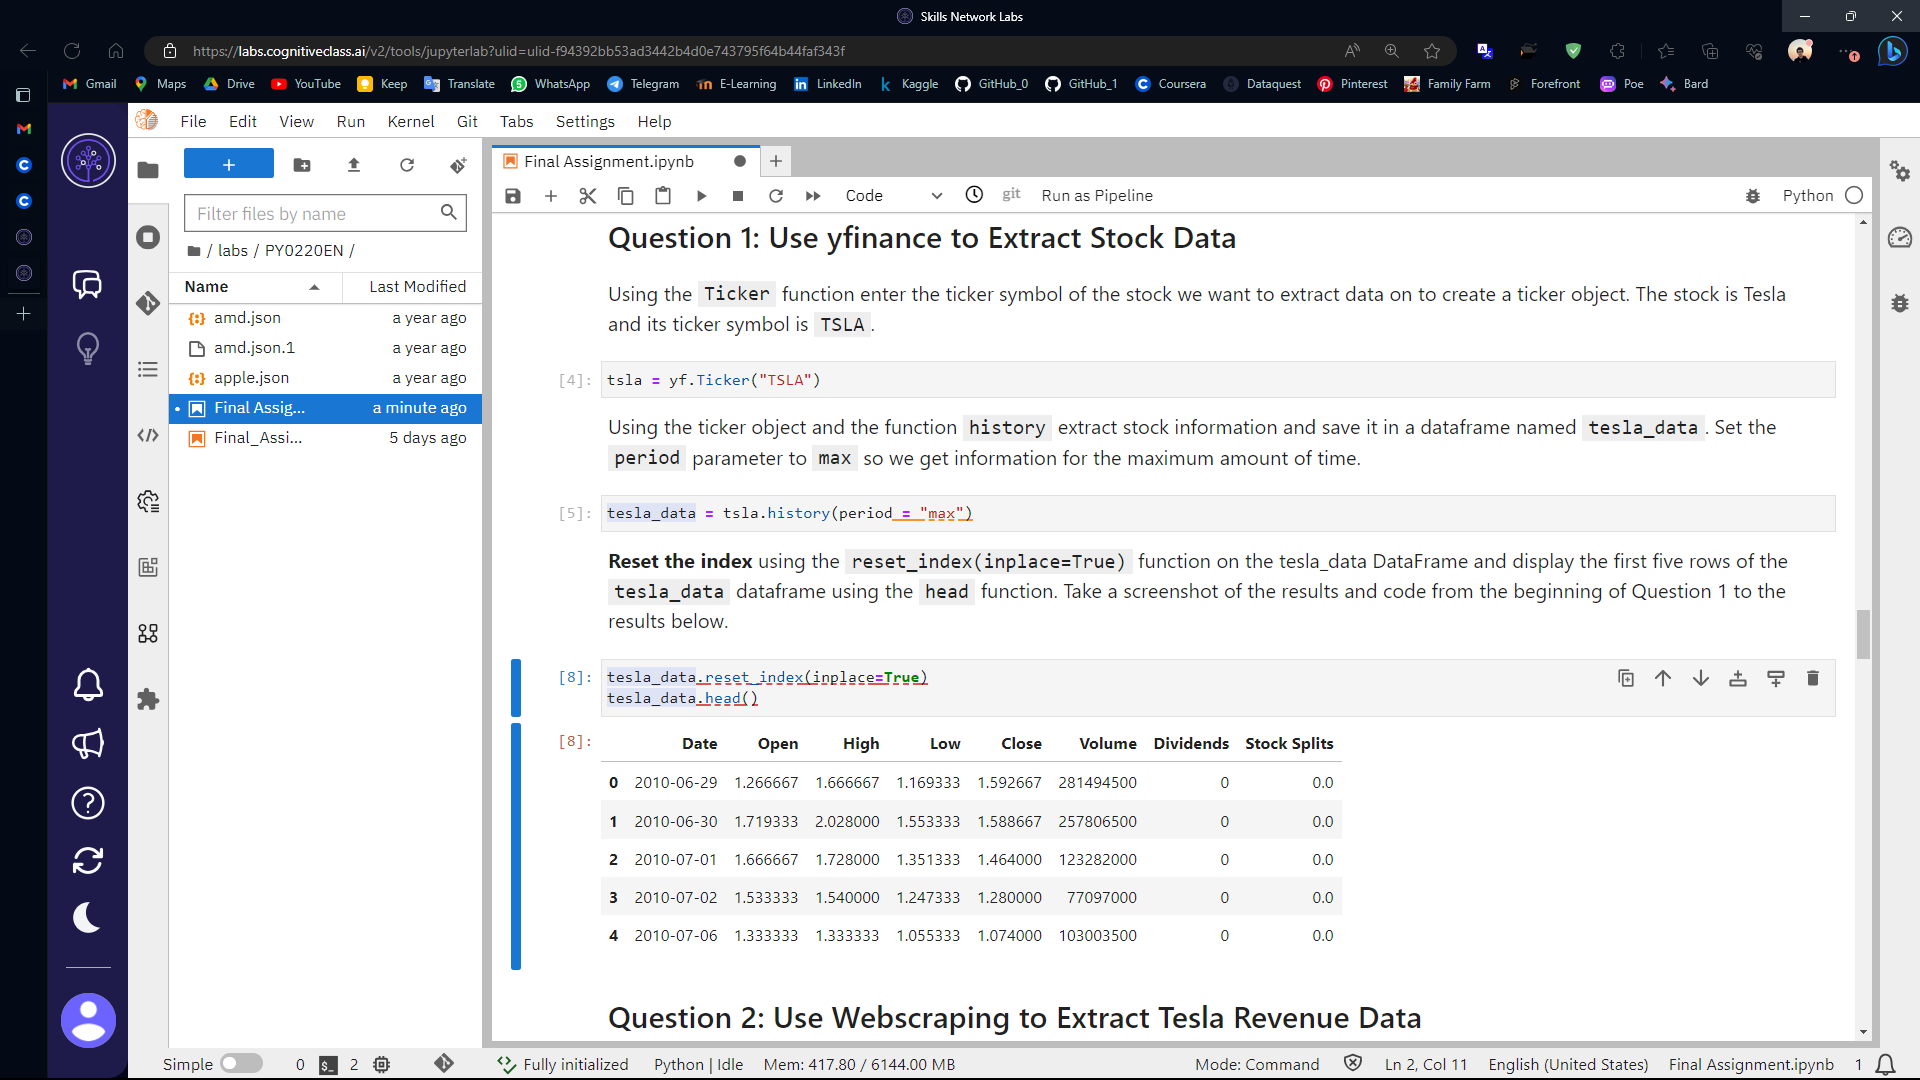 Skills Network Labs
https://labs.cognitiveclass.ai/v2/tools/jupyterlab?ulid=ulid-f94392bb53ad3442b4d0e743795f64b44faf343f
Gmail Maps Drive YouTube Keep Translate WhatsApp Telegram E-Learning LinkedIn Kaggle GitHub_0 GitHub_1 Coursera Dataquest Pinterest Family Farm Forefront Poe Bard
File Edit View Run Kernel Git Tabs Settings Help
Final Assignment.ipynb
Code git Run as Pipeline Python
Filter files by name
/ labs / PY0220EN /
Name Last Modified
amd.json a year ago
amd.json.1 a year ago
apple.json a year ago
Final Assig... a minute ago
Final_Assi... 5 days ago
Question 1: Use yfinance to Extract Stock Data
Using the Ticker function enter the ticker symbol of the stock we want to extract data on to create a ticker object. The stock is Tesla
and its ticker symbol is TSLA.
[4]: tsla = yf.Ticker("TSLA")
Using the ticker object and the function history extract stock information and save it in a dataframe named tesla_data. Set the
period parameter to max so we get information for the maximum amount of time.
[5]: tesla_data = tsla.history(period = "max")
Reset the index using the reset_index(inplace=True) function on the tesla_data DataFrame and display the first five rows of the
tesla_data dataframe using the head function. Take a screenshot of the results and code from the beginning of Question 1 to the
results below.
[8]: tesla_data.reset_index(inplace=True)
tesla_data.head()
[8]: Date Open High Low Close Volume Dividends Stock Splits
0 2010-06-29 1.266667 1.666667 1.169333 1.592667 281494500 0 0.0
1 2010-06-30 1.719333 2.028000 1.553333 1.588667 257806500 0 0.0
2 2010-07-01 1.666667 1.728000 1.351333 1.464000 123282000 0 0.0
3 2010-07-02 1.533333 1.540000 1.247333 1.280000 77097000 0 0.0
4 2010-07-06 1.333333 1.333333 1.055333 1.074000 103003500 0 0.0
Question 2: Use Webscraping to Extract Tesla Revenue Data
Simple 0 2 Fully initialized Python | Idle Mem: 417.80 / 6144.00 MB Mode: Command Ln 2, Col 11 English (United States) Final Assignment.ipynb 1